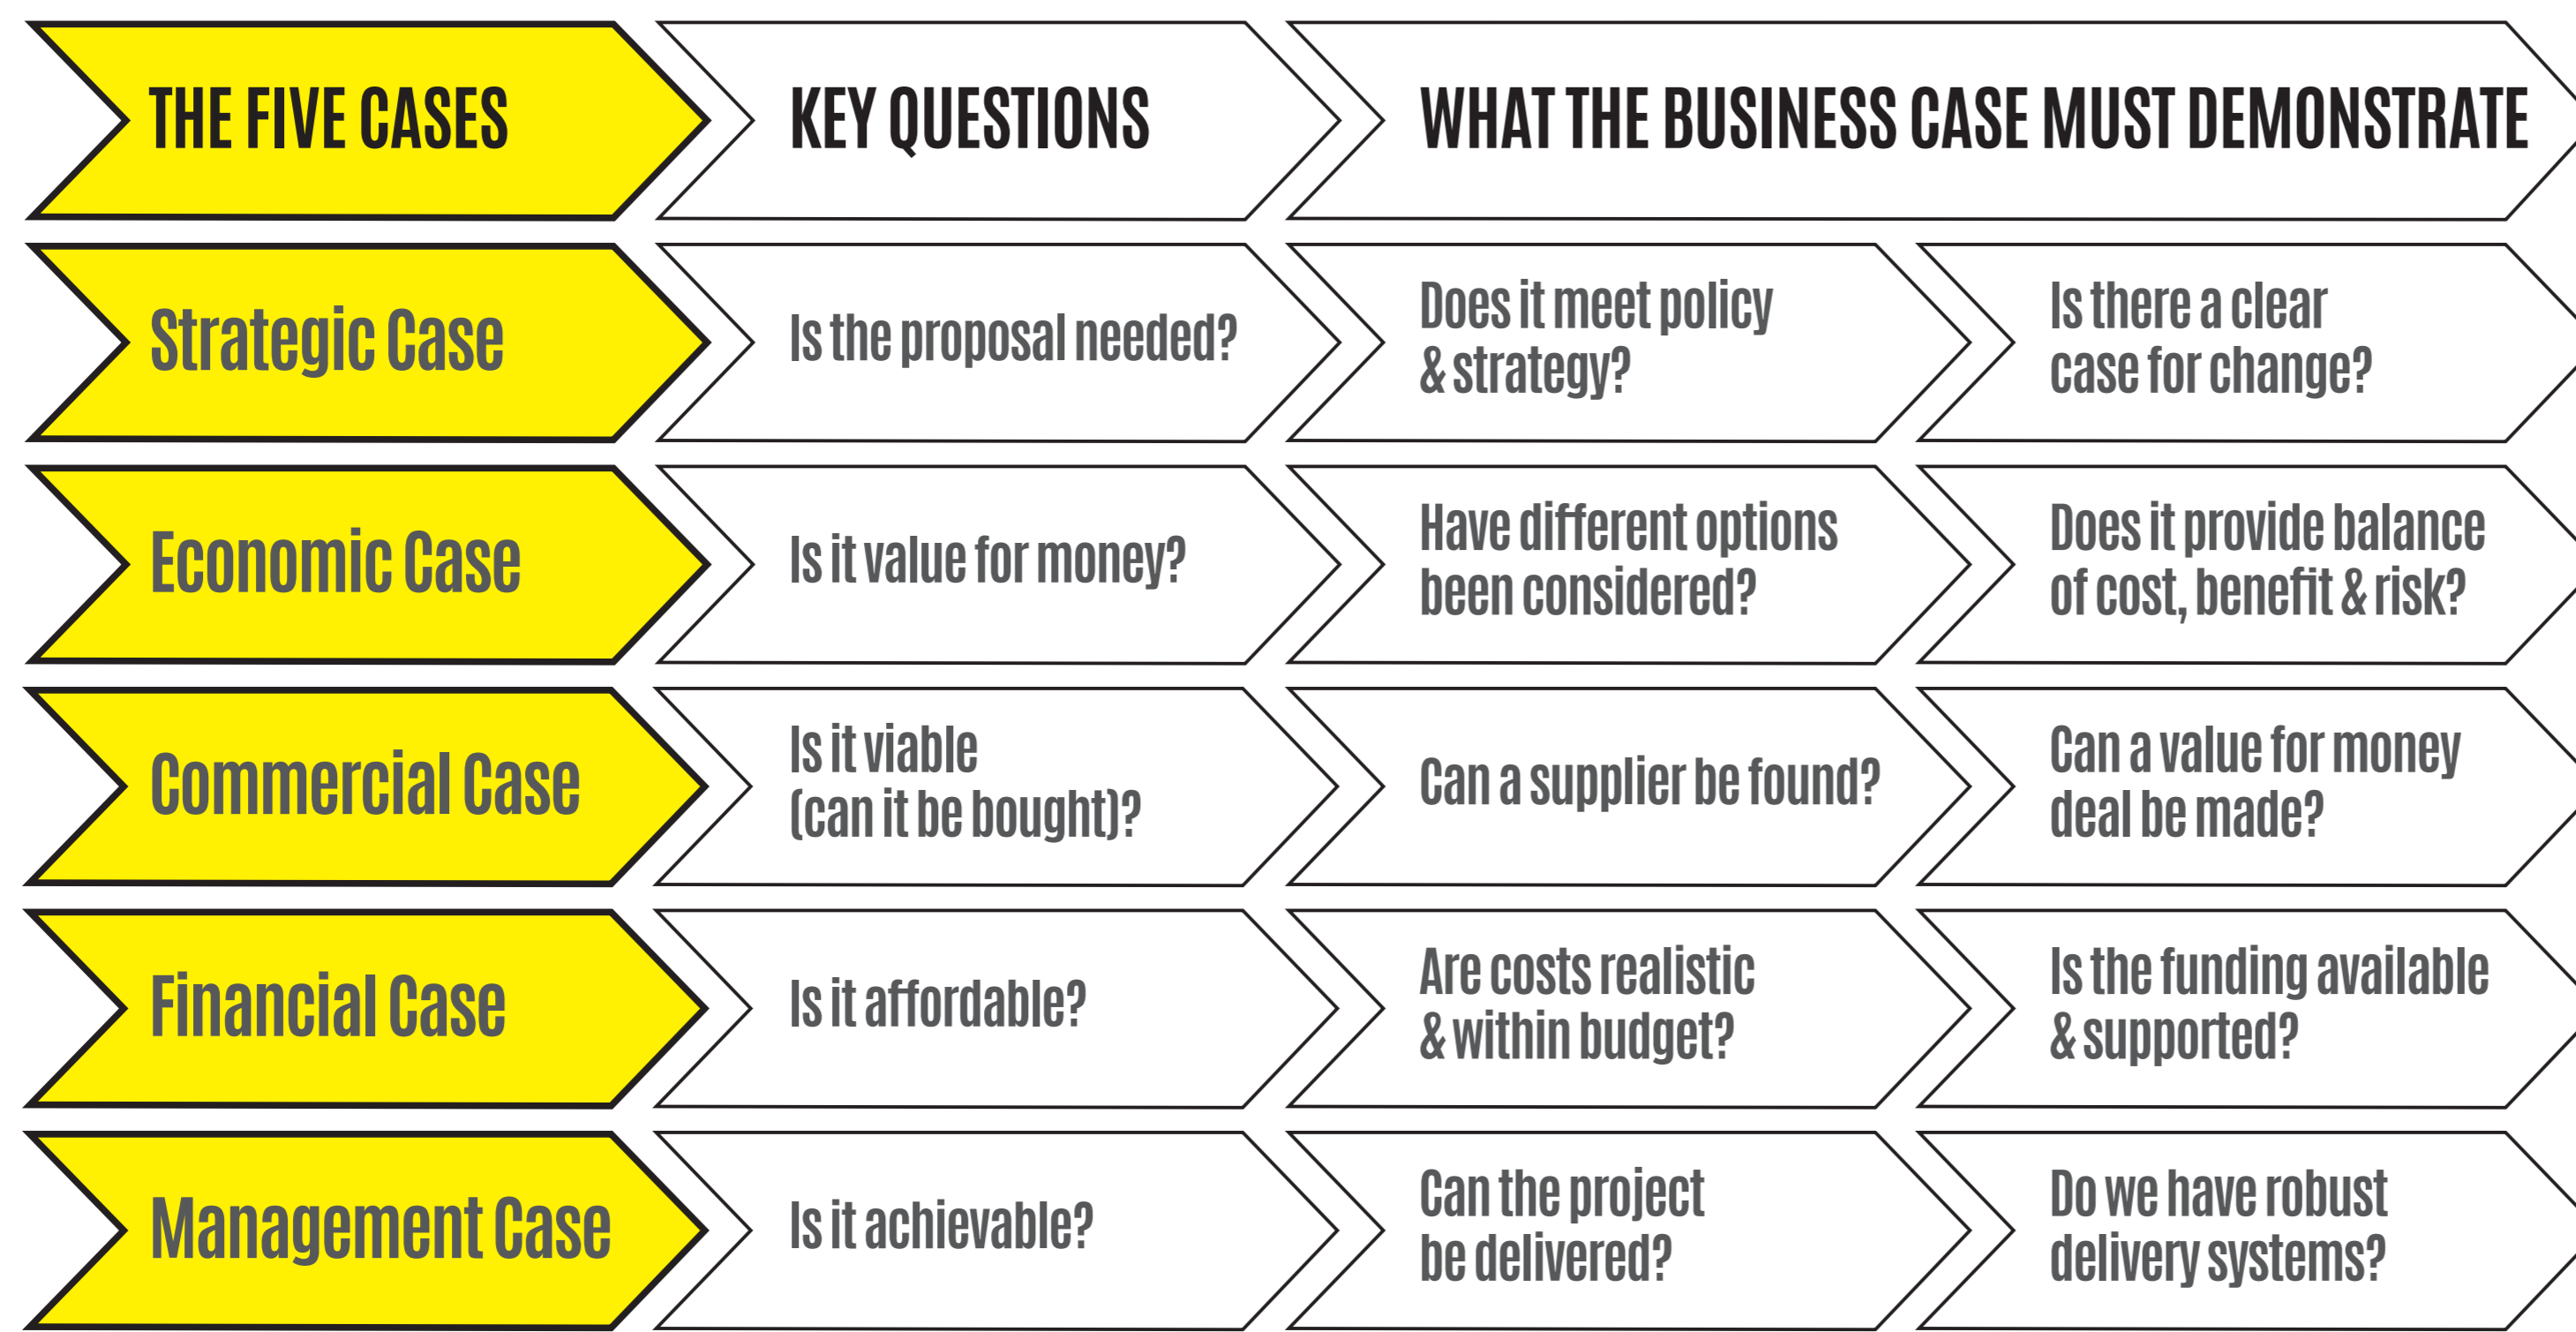 THE FIVE CASES
KEY QUESTIONS
WHAT THE BUSINESS CASE MUST DEMONSTRATE
Strategic Case
Is the proposal needed?
Does it meet policy
& strategy?
Is there a clear
case for change?
Economic Case
Is it value for money?
Have different options
been considered?
Does it provide balance
of cost, benefit & risk?
Commercial Case
Is it viable
(can it be bought)?
Can a supplier be found?
Can a value for money
deal be made?
Financial Case
Is it affordable?
Are costs realistic
& within budget?
Is the funding available
& supported?
Management Case
Is it achievable?
Can the project
be delivered?
Do we have robust
delivery systems?